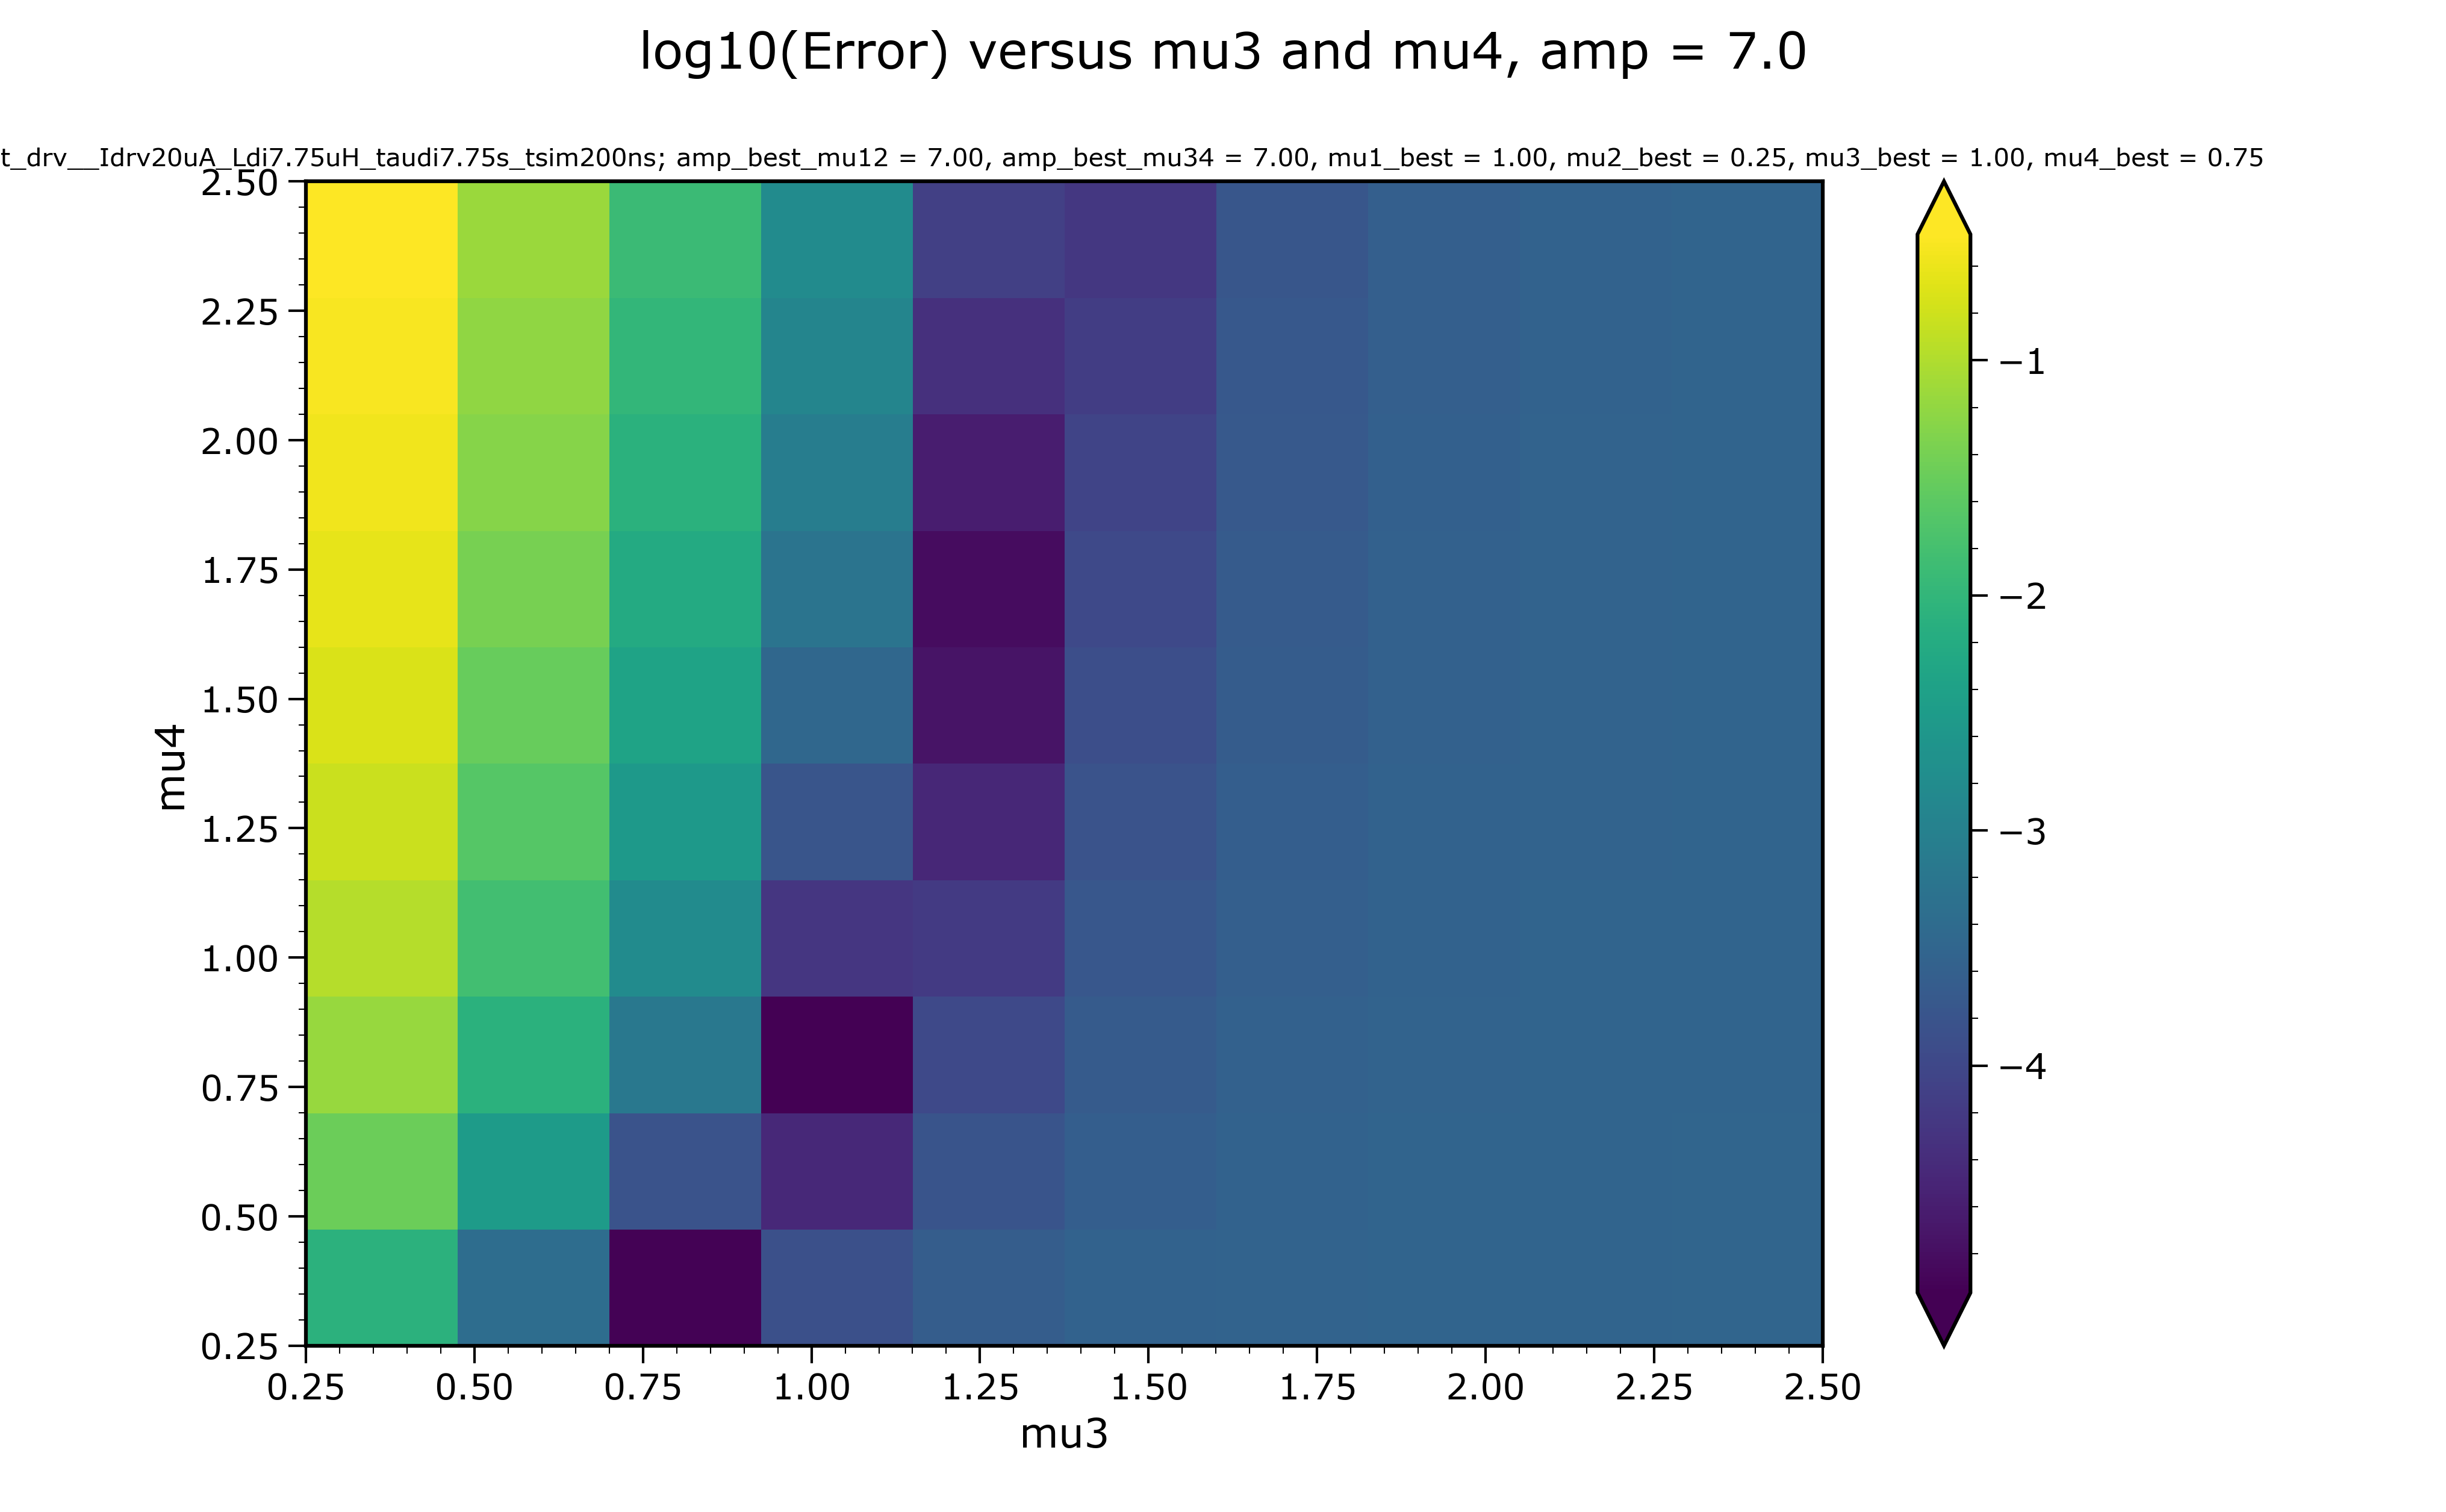 log10(Error) versus mu3 and mu4, amp = 7.0
t_drv__Idrv20uA_Ldi7.75uH_taudi7.75s_tsim200ns; amp_best_mu12 = 7.00, amp_best_mu34 = 7.00, mu1_best = 1.00, mu2_best = 0.25, mu3_best = 1.00, mu4_best = 0.75
2.50
2.25
2.00
1.75
1.50
1.25
1.00
0.75
0.50
0.25
mu4
0.25 0.50 0.75 1.00 1.25 1.50 1.75 2.00 2.25 2.50
mu3
−1
−2
−3
−4